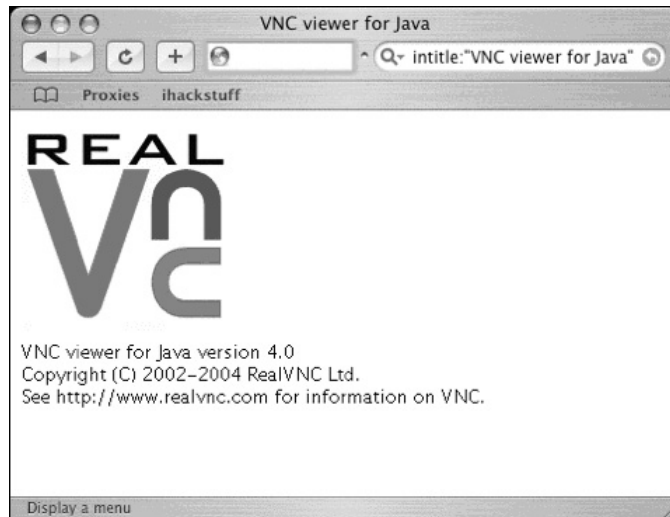 VNC viewer for Java
intitle:"VNC viewer for Java"
Proxies ihackstuff
REAL
Vnc
VNC viewer for Java version 4.0
Copyright (C) 2002-2004 RealVNC Ltd.
See http://www.realvnc.com for information on VNC.
Display a menu